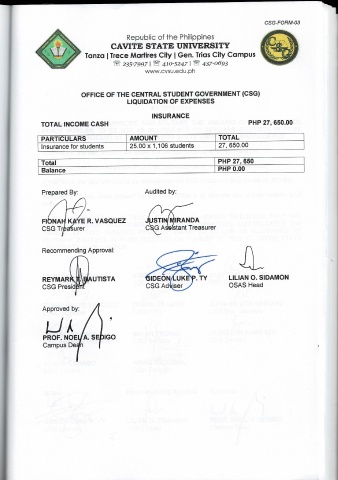 CSG-FORM-03
Republic of the Philippines
CAVITE STATE UNIVERSITY
Tanza | Trece Martires City | Gen. Trias City Campus
☏ 235-7997 | ☏ 410-5247 | ☏ 437-0693
www.cvsu.edu.ph
OFFICE OF THE CENTRAL STUDENT GOVERNMENT (CSG)
LIQUIDATION OF EXPENSES
INSURANCE
TOTAL INCOME CASH PHP 27, 650.00
PARTICULARS AMOUNT TOTAL
Insurance for students 25.00 x 1,106 students 27, 650.00
Total PHP 27, 650
Balance PHP 0.00
Prepared By: Audited by:
FIONAH KAYE R. VASQUEZ JUSTIN MIRANDA
CSG Treasurer CSG Assistant Treasurer
Recommending Approval:
REYMARK BAUTISTA GIDEON LUKE P. TY LILIAN O. SIDAMON
CSG President CSG Adviser OSAS Head
Approved by:
PROF. NOEL A. SEDIGO
Campus Dean